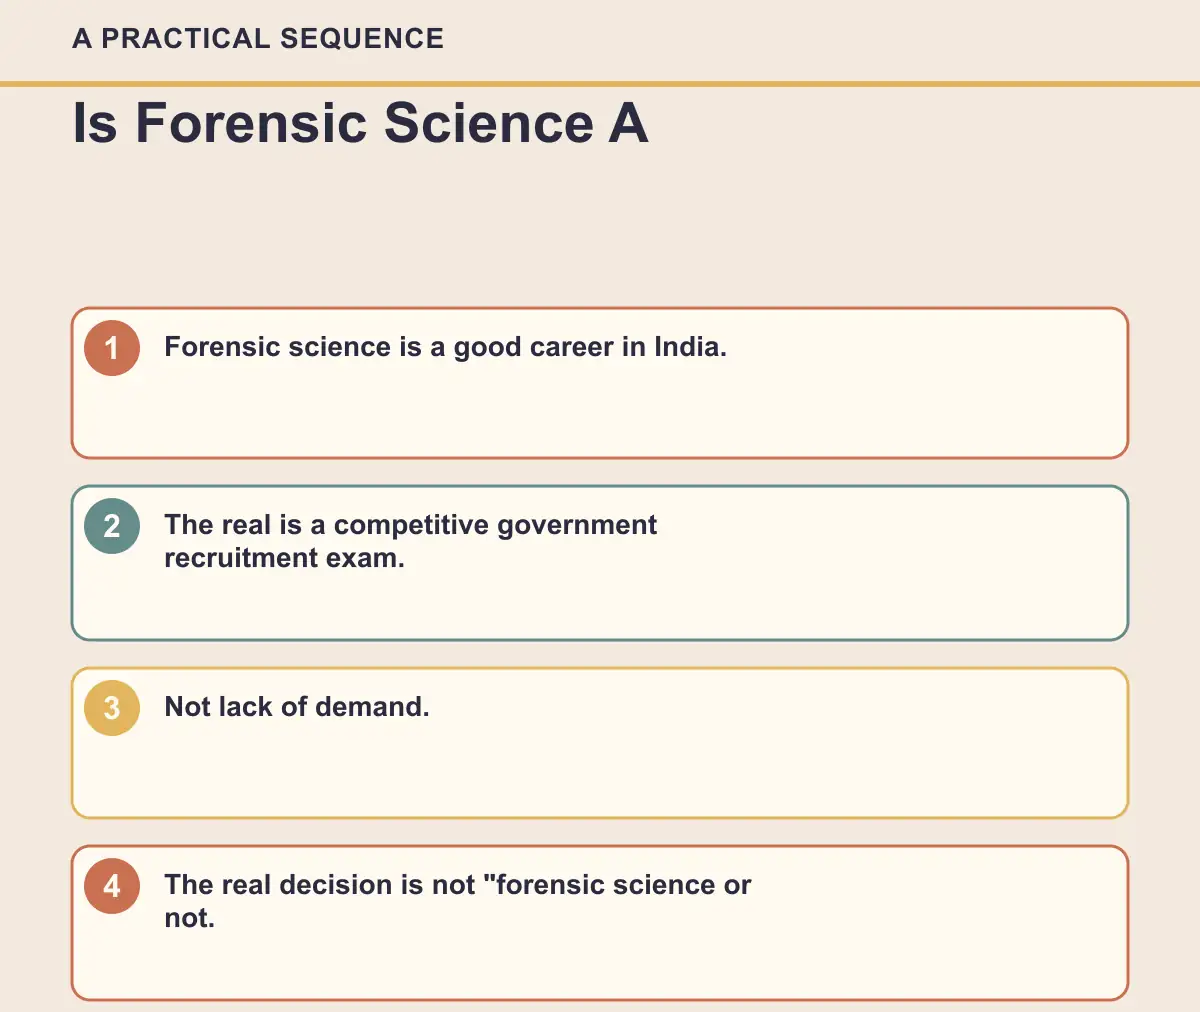 A PRACTICAL SEQUENCE
Is Forensic Science A
1
Forensic science is a good career in India.
2
The real is a competitive government
recruitment exam.
3
Not lack of demand.
4
The real decision is not "forensic science or
not.